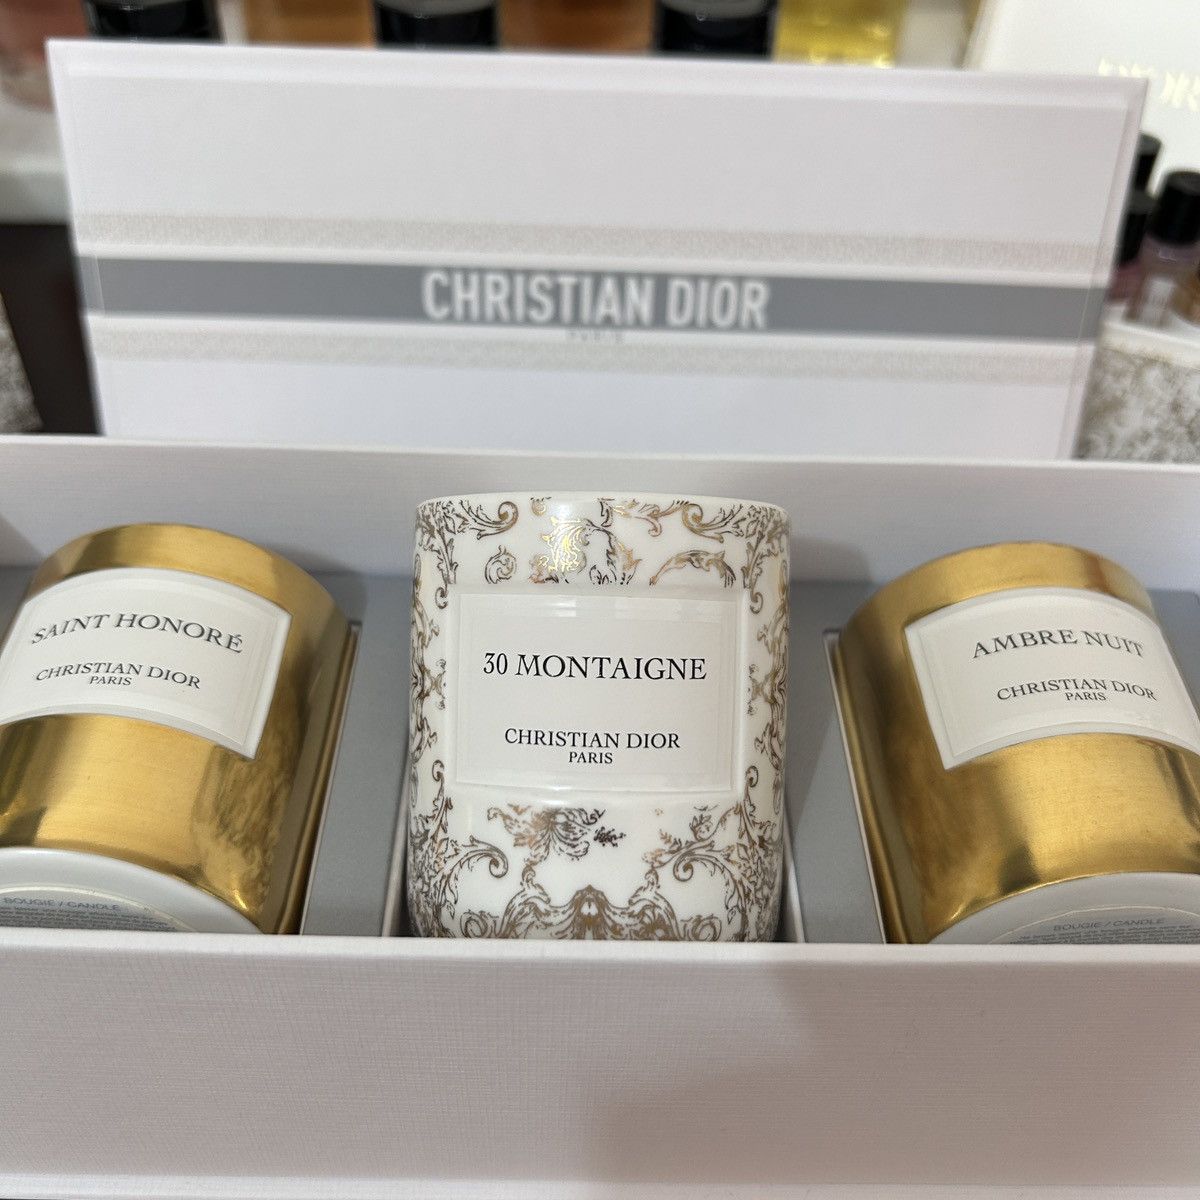 CHRISTIAN DIOR
PARIS
SAINT HONORÉ
CHRISTIAN DIOR
PARIS
BOUGIE / CANDLE
30 MONTAIGNE
CHRISTIAN DIOR
PARIS
AMBRE NUIT
CHRISTIAN DIOR
PARIS
BOUGIE / CANDLE